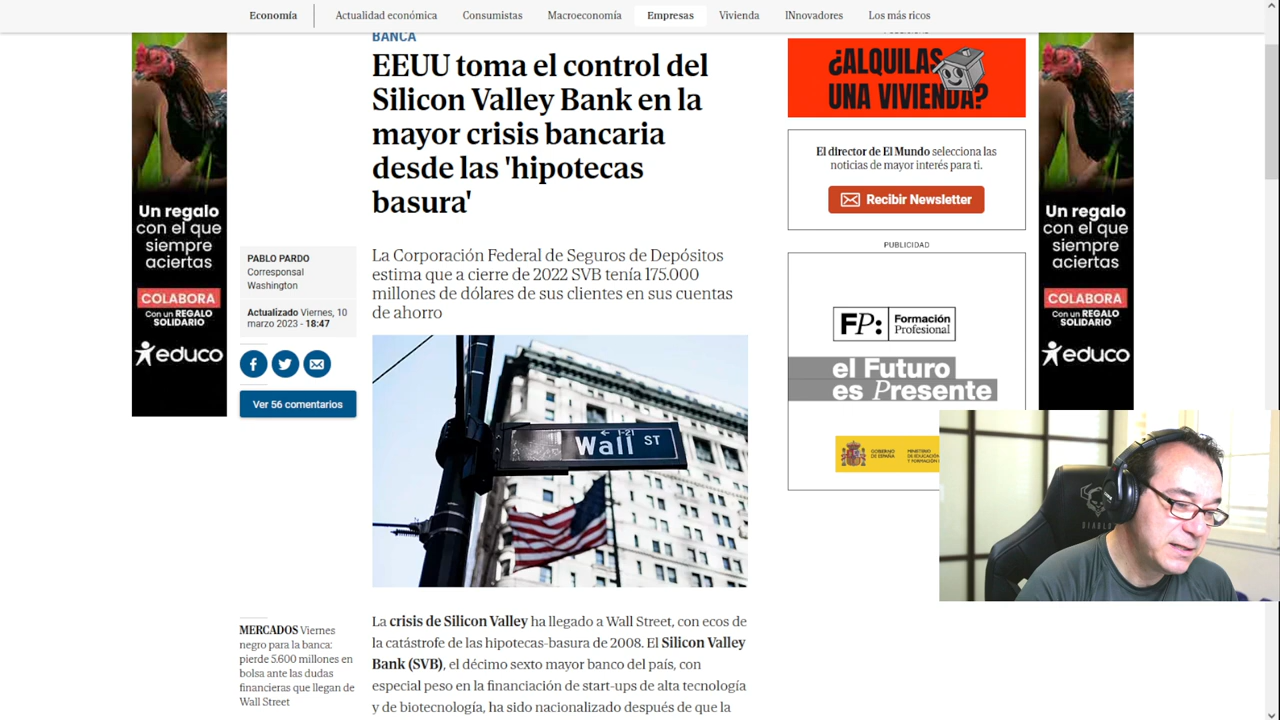 Economía
Actualidad económica
Consumistas
Macroeconomía
Empresas
Vivienda
INnovadores
Los más ricos
BANCA
EEUU toma el control del
Silicon Valley Bank en la
mayor crisis bancaria
desde las 'hipotecas
basura'
La Corporación Federal de Seguros de Depósitos
estima que a cierre de 2022 SVB tenía 175.000
millones de dólares de sus clientes en sus cuentas
de ahorro
PABLO PARDO
Corresponsal
Washington
Actualizado Viernes, 10
marzo 2023 - 18:47
Ver 56 comentarios
Wall ST
La crisis de Silicon Valley ha llegado a Wall Street, con ecos de
la catástrofe de las hipotecas-basura de 2008. El Silicon Valley
Bank (SVB), el décimo sexto mayor banco del país, con
especial peso en la financiación de start-ups de alta tecnología
y de biotecnología, ha sido nacionalizado después de que la
MERCADOS Viernes
negro para la banca:
pierde 5.600 millones en
bolsa ante las dudas
financieras que llegan de
Wall Street
Un regalo
con el que
siempre
aciertas
COLABORA
Con un REGALO
SOLIDARIO
educo
¿ALQUILAS
UNA VIVIENDA?
El director de El Mundo selecciona las
noticias de mayor interés para ti.
Recibir Newsletter
PUBLICIDAD
FP: Formación
Profesional
el Futuro
es Presente
GOBIERNO
DE ESPAÑA
Un regalo
con el que
siempre
aciertas
COLABORA
Con un REGALO
SOLIDARIO
educo